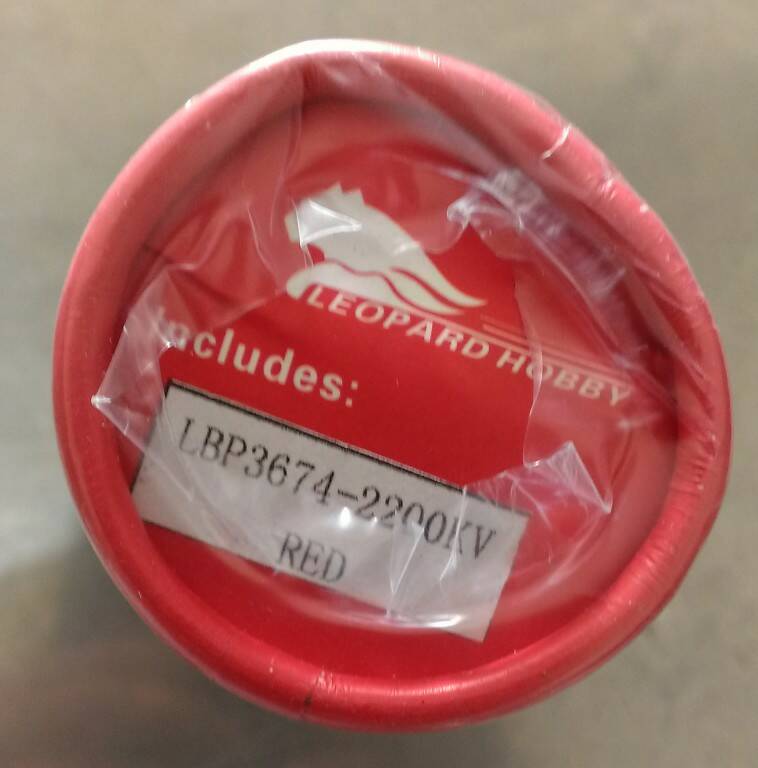 LEOPARD HOBBY
Includes:
LBP3674-2200KV
RED